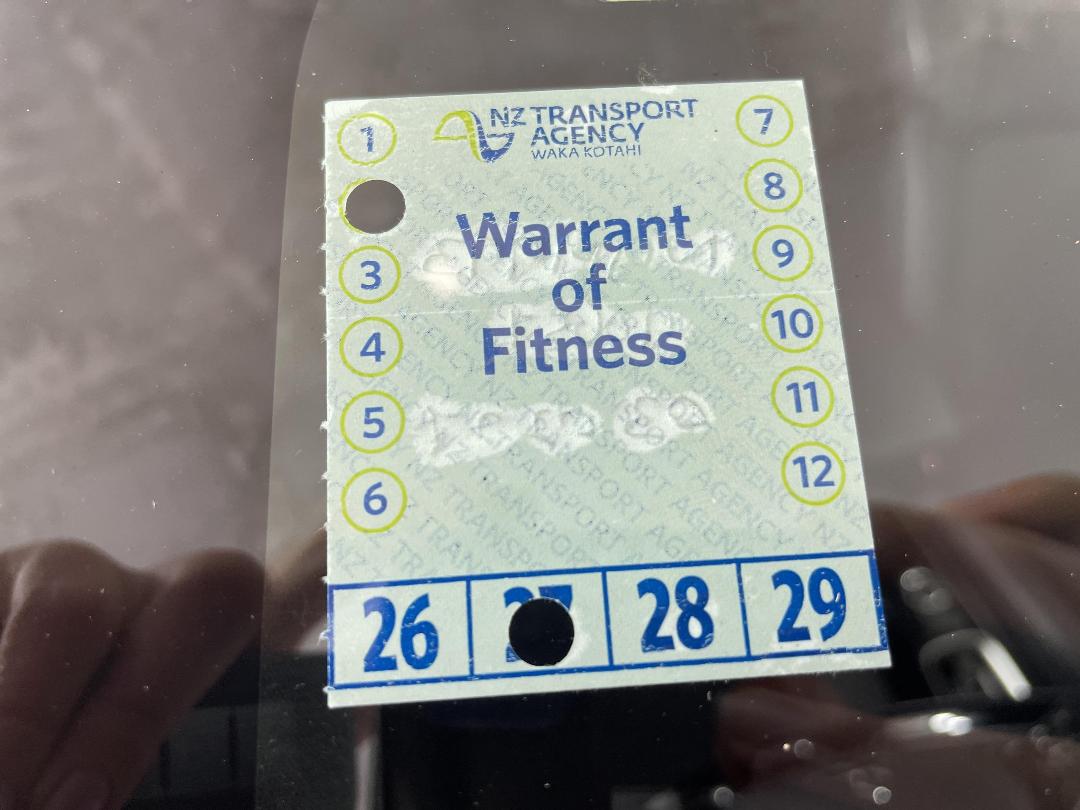 NZ TRANSPORT
AGENCY
WAKA KOTAHI
Warrant
of
Fitness
1
3
4
5
6
7
8
9
10
11
12
26 27 28 29